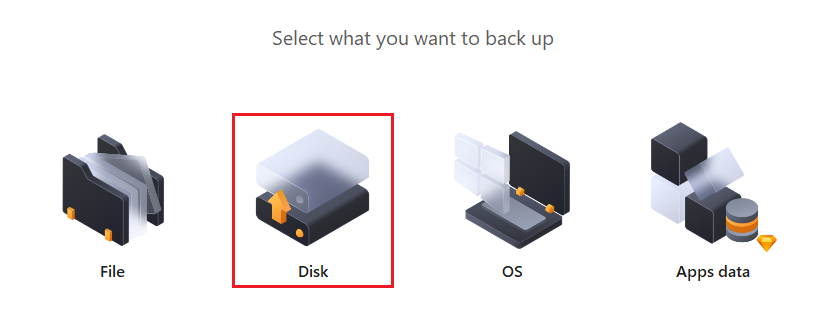 Select what you want to back up
File
Disk
OS
Apps data